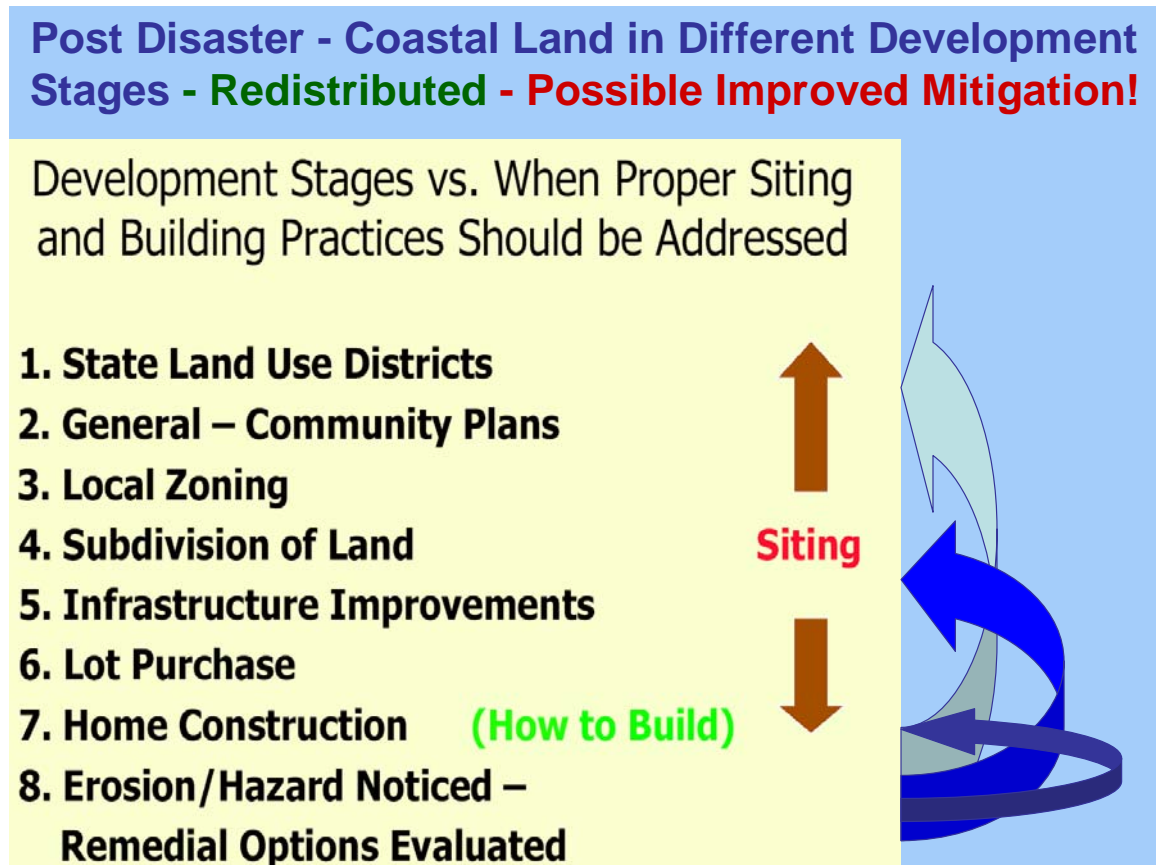 Post Disaster - Coastal Land in Different Development
Stages - Redistributed - Possible Improved Mitigation!
Development Stages vs. When Proper Siting
and Building Practices Should be Addressed
1. State Land Use Districts
2. General – Community Plans
3. Local Zoning
4. Subdivision of Land
Siting
5. Infrastructure Improvements
6. Lot Purchase
7. Home Construction (How to Build)
8. Erosion/Hazard Noticed –
Remedial Options Evaluated